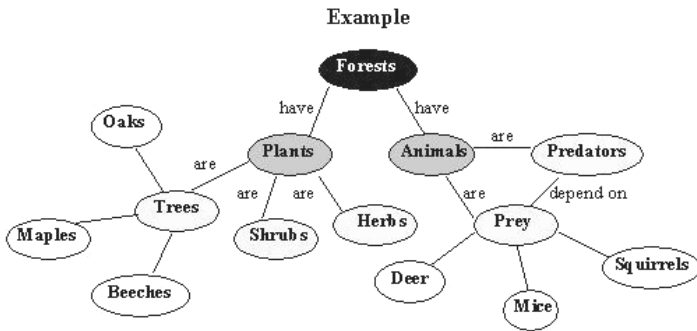 Example
Forests
have
have
Oaks
Plants
Animals
are
Predators
are
are
are
are
depend on
Trees
Herbs
Prey
Maples
Shrubs
Squirrels
Deer
Beeches
Mice